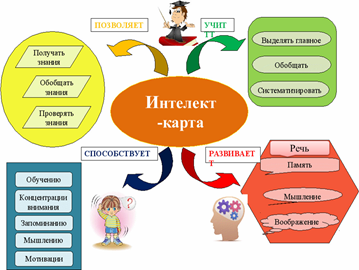 ПОЗВОЛЯЕТ
УЧИТ
Получать
знания
Обобщать
знания
Проверять
знания
Выделять главное
Обобщать
Систематизировать
Интелект
-карта
СПОСОБСТВУЕТ
РАЗВИВАЕТ
Т
Обучению
Концентрации
внимания
Запоминанию
Мышлению
Мотивации
?
Речь
Память
Мышление
Воображение